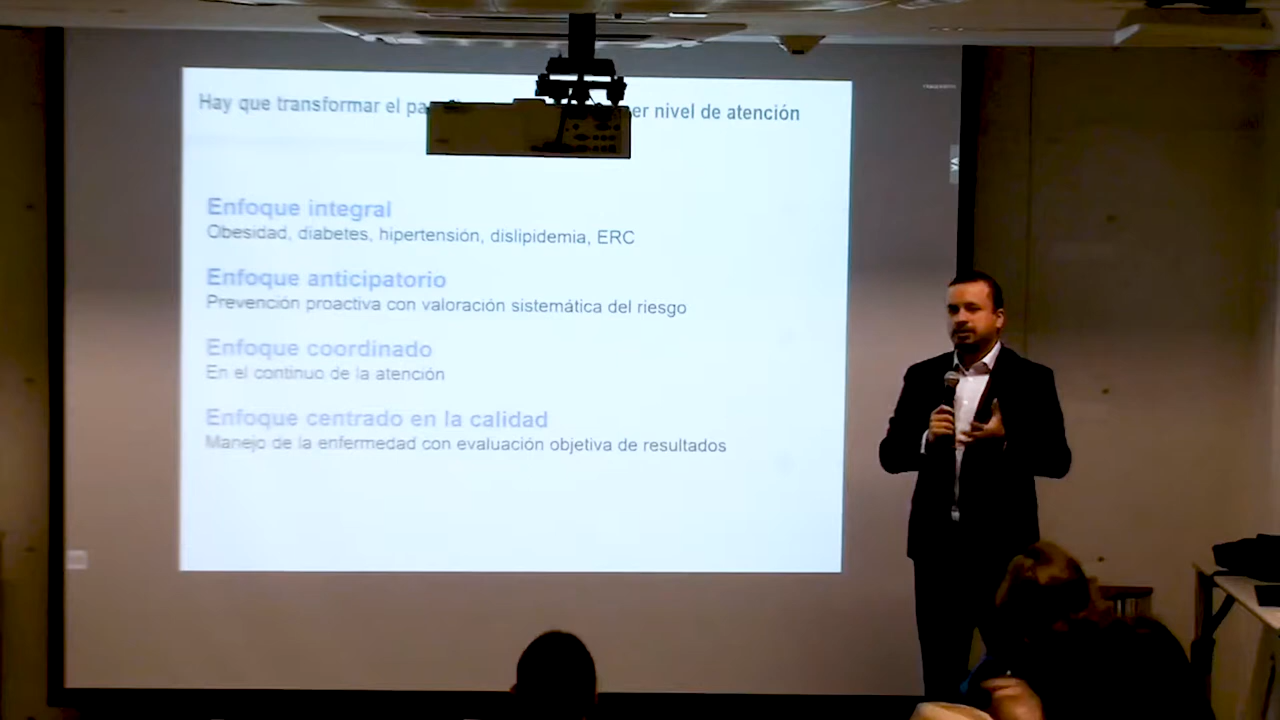 Hay que transformar el nivel de atención
Enfoque integral
Obesidad, diabetes, hipertensión, dislipidemia, ERC
Enfoque anticipatorio
Prevención proactiva con valoración sistemática del riesgo
Enfoque coordinado
En el continuo de la atención
Enfoque centrado en la calidad
Manejo de la enfermedad con evaluación objetiva de resultados